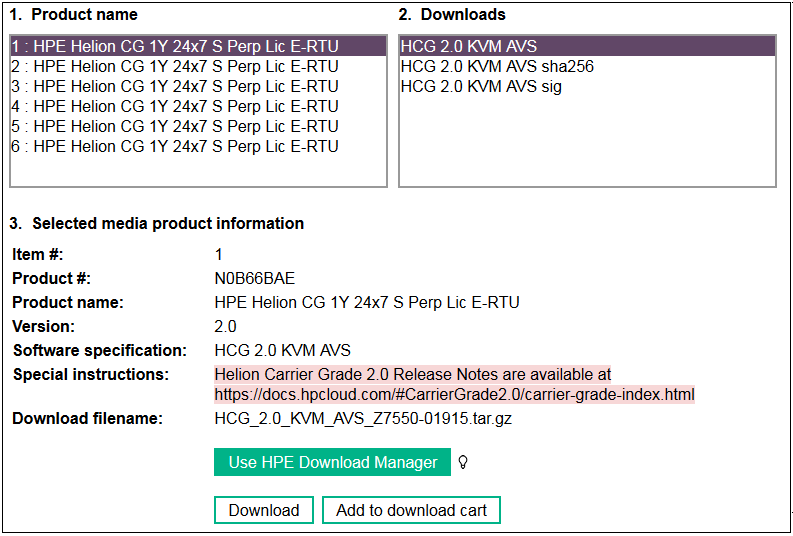 1. Product name
1 : HPE Helion CG 1Y 24x7 S Perp Lic E-RTU
2 : HPE Helion CG 1Y 24x7 S Perp Lic E-RTU
3 : HPE Helion CG 1Y 24x7 S Perp Lic E-RTU
4 : HPE Helion CG 1Y 24x7 S Perp Lic E-RTU
5 : HPE Helion CG 1Y 24x7 S Perp Lic E-RTU
6 : HPE Helion CG 1Y 24x7 S Perp Lic E-RTU
2. Downloads
HCG 2.0 KVM AVS
HCG 2.0 KVM AVS sha256
HCG 2.0 KVM AVS sig
3. Selected media product information
Item #: 1
Product #: N0B66BAE
Product name: HPE Helion CG 1Y 24x7 S Perp Lic E-RTU
Version: 2.0
Software specification: HCG 2.0 KVM AVS
Special instructions: Helion Carrier Grade 2.0 Release Notes are available at
https://docs.hpcloud.com/#CarrierGrade2.0/carrier-grade-index.html
Download filename: HCG_2.0_KVM_AVS_Z7550-01915.tar.gz
Use HPE Download Manager
Download Add to download cart